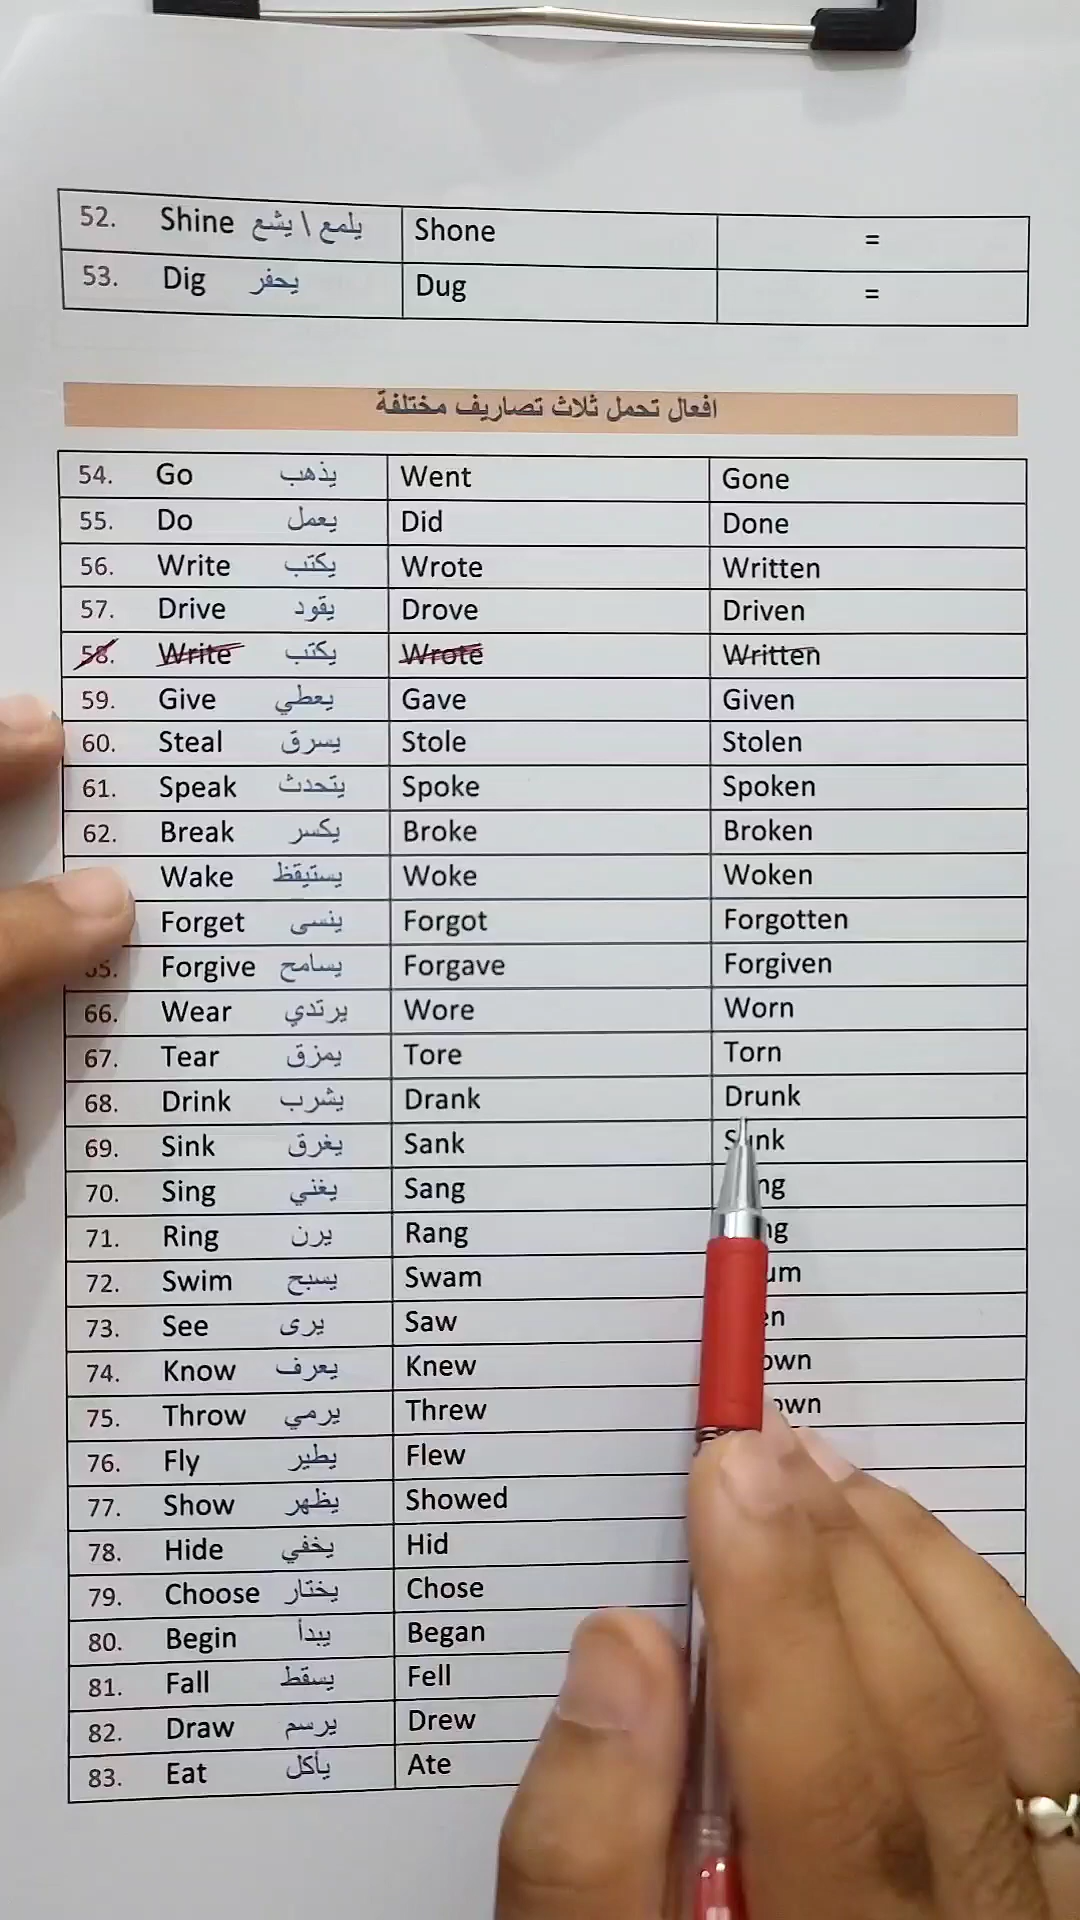 52. Shine يلمع \ يشع Shone =
53. Dig يحفر Dug =
افعال تحمل ثلاث تصاريف مختلفة
54. Go يذهب Went Gone
55. Do يعمل Did Done
56. Write يكتب Wrote Written
57. Drive يقود Drove Driven
58. Write يكتب Wrote Written
59. Give يعطي Gave Given
60. Steal يسرق Stole Stolen
61. Speak يتحدث Spoke Spoken
62. Break يكسر Broke Broken
Wake يستيقظ Woke Woken
Forget ينسى Forgot Forgotten
Forgive يسامح Forgave Forgiven
66. Wear يرتدي Wore Worn
67. Tear يمزق Tore Torn
68. Drink يشرب Drank Drunk
69. Sink يغرق Sank Sunk
70. Sing يغني Sang
71. Ring يرن Rang
72. Swim يسبح Swam
73. See يرى Saw
74. Know يعرف Knew
75. Throw يرمي Threw
76. Fly يطير Flew
77. Show يظهر Showed
78. Hide يخفي Hid
79. Choose يختار Chose
80. Begin يبدأ Began
81. Fall يسقط Fell
82. Draw يرسم Drew
83. Eat يأكل Ate